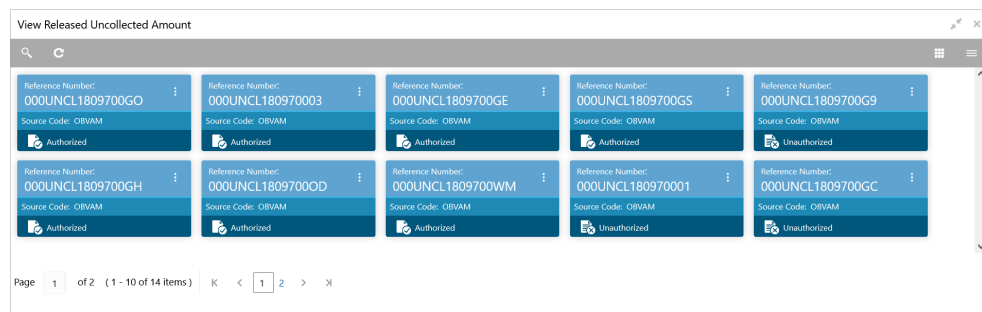 View Released Uncollected Amount
Reference Number:
000UNCL1809700GO
Source Code: OBVAM
Authorized
Reference Number:
000UNCL180970003
Source Code: OBVAM
Authorized
Reference Number:
000UNCL1809700GE
Source Code: OBVAM
Authorized
Reference Number:
000UNCL1809700GS
Source Code: OBVAM
Authorized
Reference Number:
000UNCL1809700G9
Source Code: OBVAM
Unauthorized
Reference Number:
000UNCL1809700GH
Source Code: OBVAM
Authorized
Reference Number:
000UNCL1809700OD
Source Code: OBVAM
Authorized
Reference Number:
000UNCL1809700WM
Source Code: OBVAM
Authorized
Reference Number:
000UNCL180970001
Source Code: OBVAM
Unauthorized
Reference Number:
000UNCL1809700GC
Source Code: OBVAM
Unauthorized
Page 1 of 2 ( 1 - 10 of 14 items ) 1 2